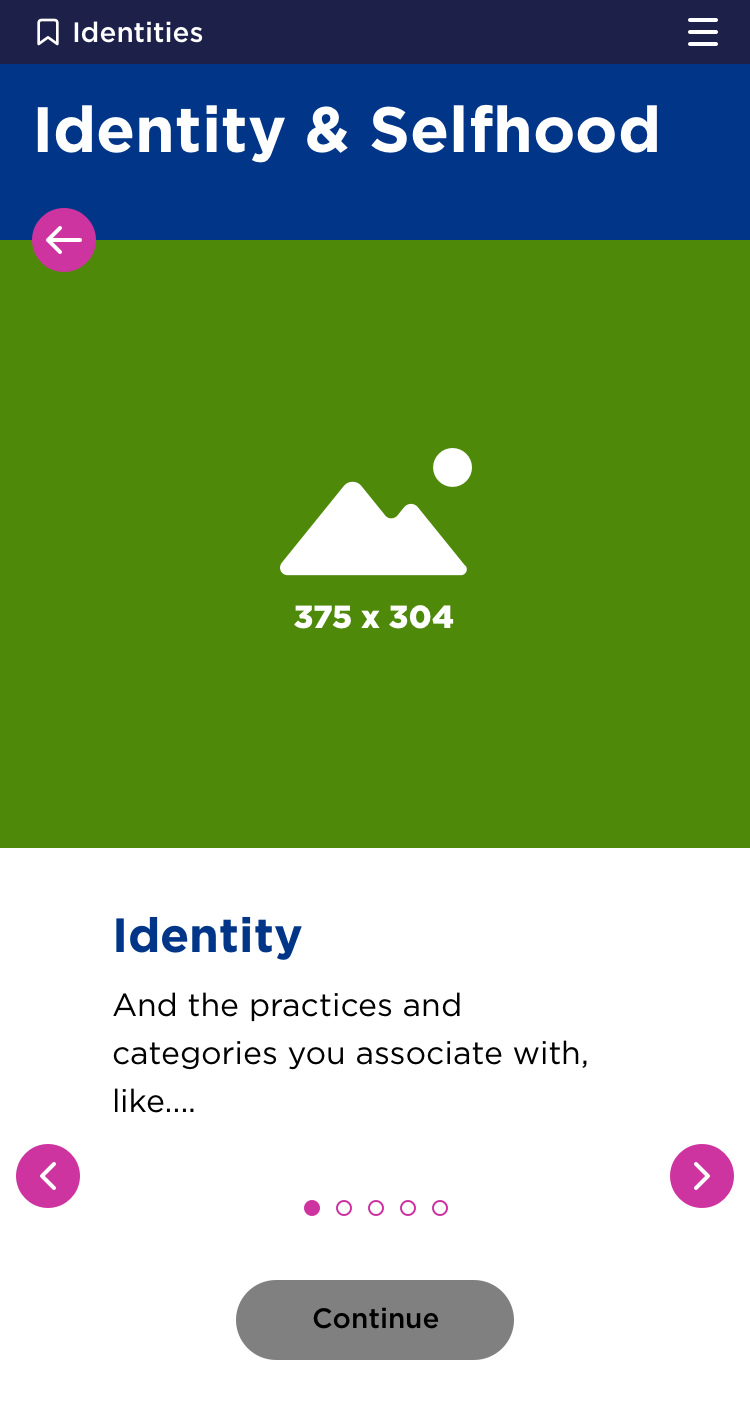 Identities
Identity & Selfhood
375 x 304
Identity
And the practices and
categories you associate with,
like....
Continue